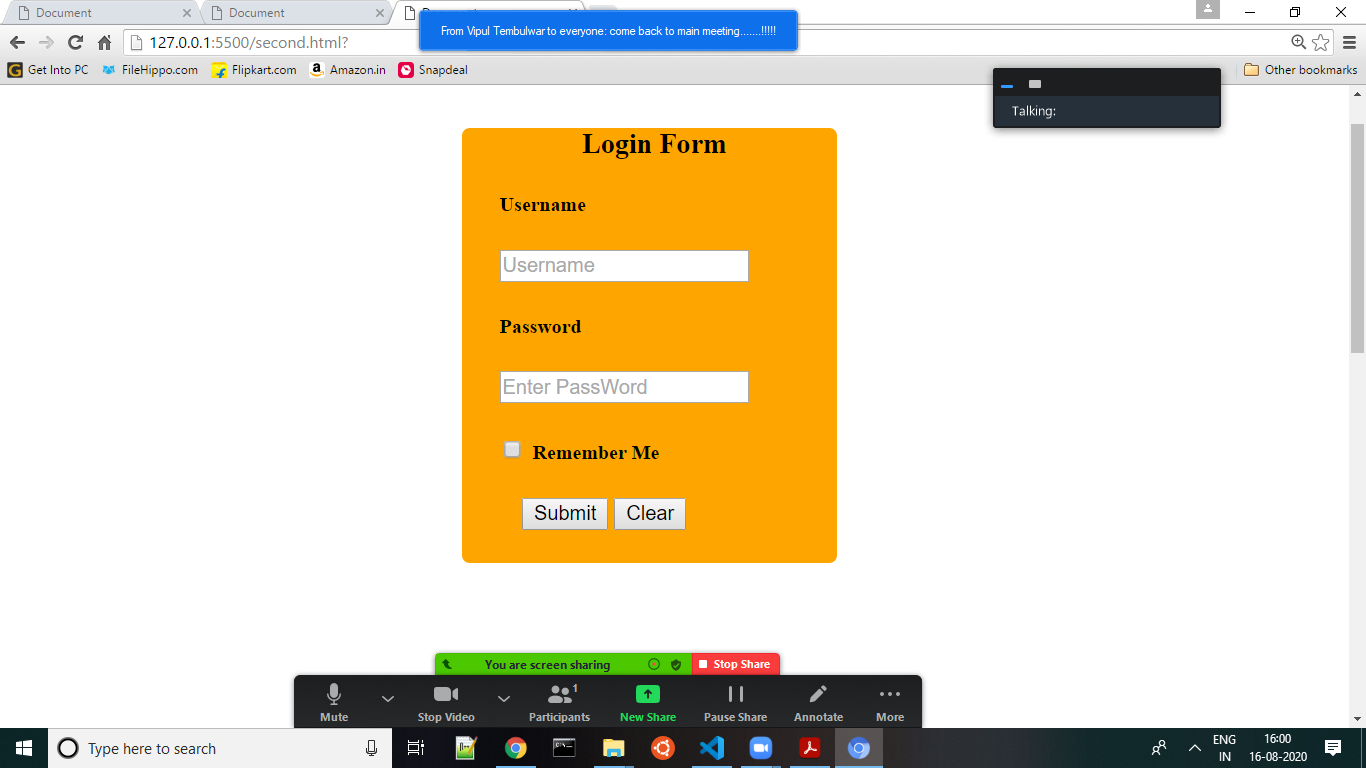 Document
Document
From Vipul Tembulwar to everyone: come back to main meeting.......!!!!!
127.0.0.1:5500/second.html?
Get Into PC
FileHippo.com
Flipkart.com
Amazon.in
Snapdeal
Other bookmarks
Talking:
Login Form
Username
Username
Password
Enter PassWord
Remember Me
Submit
Clear
You are screen sharing
Stop Share
Mute
Stop Video
Participants
1
New Share
Pause Share
Annotate
More
Type here to search
ENG
IN
16:00
16-08-2020